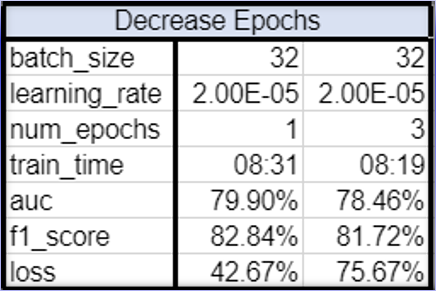 Decrease Epochs
batch_size 32 32
learning_rate 2.00E-05 2.00E-05
num_epochs 1 3
train_time 08:31 08:19
auc 79.90% 78.46%
f1_score 82.84% 81.72%
loss 42.67% 75.67%